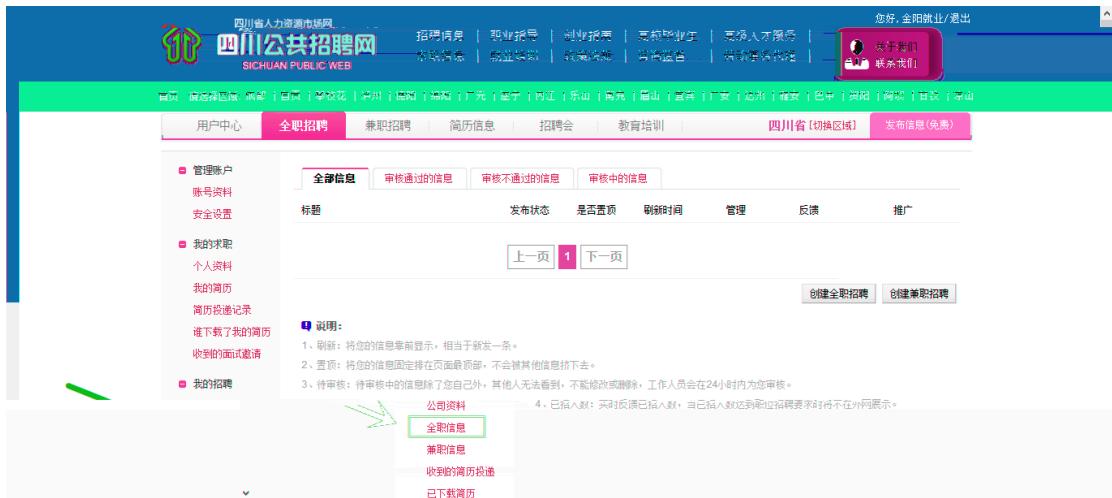 您好,金阳就业/退出
四川省人力资源市场网
四川公共招聘网
SICHUAN PUBLIC WEB
招聘信息 | 职业指导 | 创业指南 | 高校毕业生 | 高级人才服务 |
关于我们
联系我们
首页
用户中心 全职招聘 兼职招聘 简历信息 招聘会 教育培训 四川省 [切换区域] 发布信息(免费)
管理账户
账号资料
安全设置
我的求职
个人资料
我的简历
简历投递记录
谁下载了我的简历
收到的面试邀请
我的招聘
全部信息 审核通过的信息 审核不通过的信息 审核中的信息
标题 发布状态 是否置顶 刷新时间 管理 反馈 推广
上一页 1 下一页
创建全职招聘 创建兼职招聘
说明:
1、刷新:将您的信息靠前显示,相当于新发一条。
2、置顶:将您的信息固定排在页面最顶部,不会被其他信息挤下去。
3、待审核:待审核中的信息除了您自己外,其他人无法看到,不能修改或删除,工作人员会在24小时内为您审核。
4、已招人数:实时反馈已招人数,当已招人数达到职位招聘要求时将不在外网展示。
公司资料
全职信息
兼职信息
收到的简历投递
已下载简历